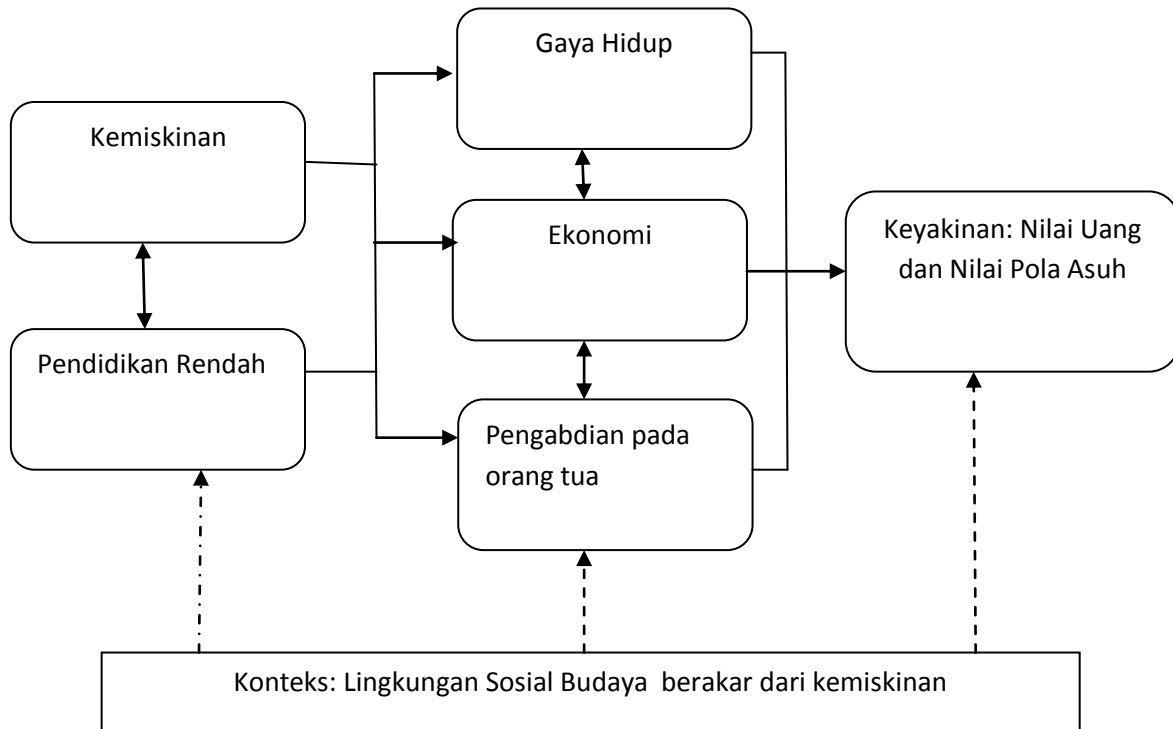 Gaya Hidup
Kemiskinan
Ekonomi
Keyakinan: Nilai Uang
dan Nilai Pola Asuh
Pendidikan Rendah
Pengabdian pada
orang tua
Konteks: Lingkungan Sosial Budaya  berakar dari kemiskinan